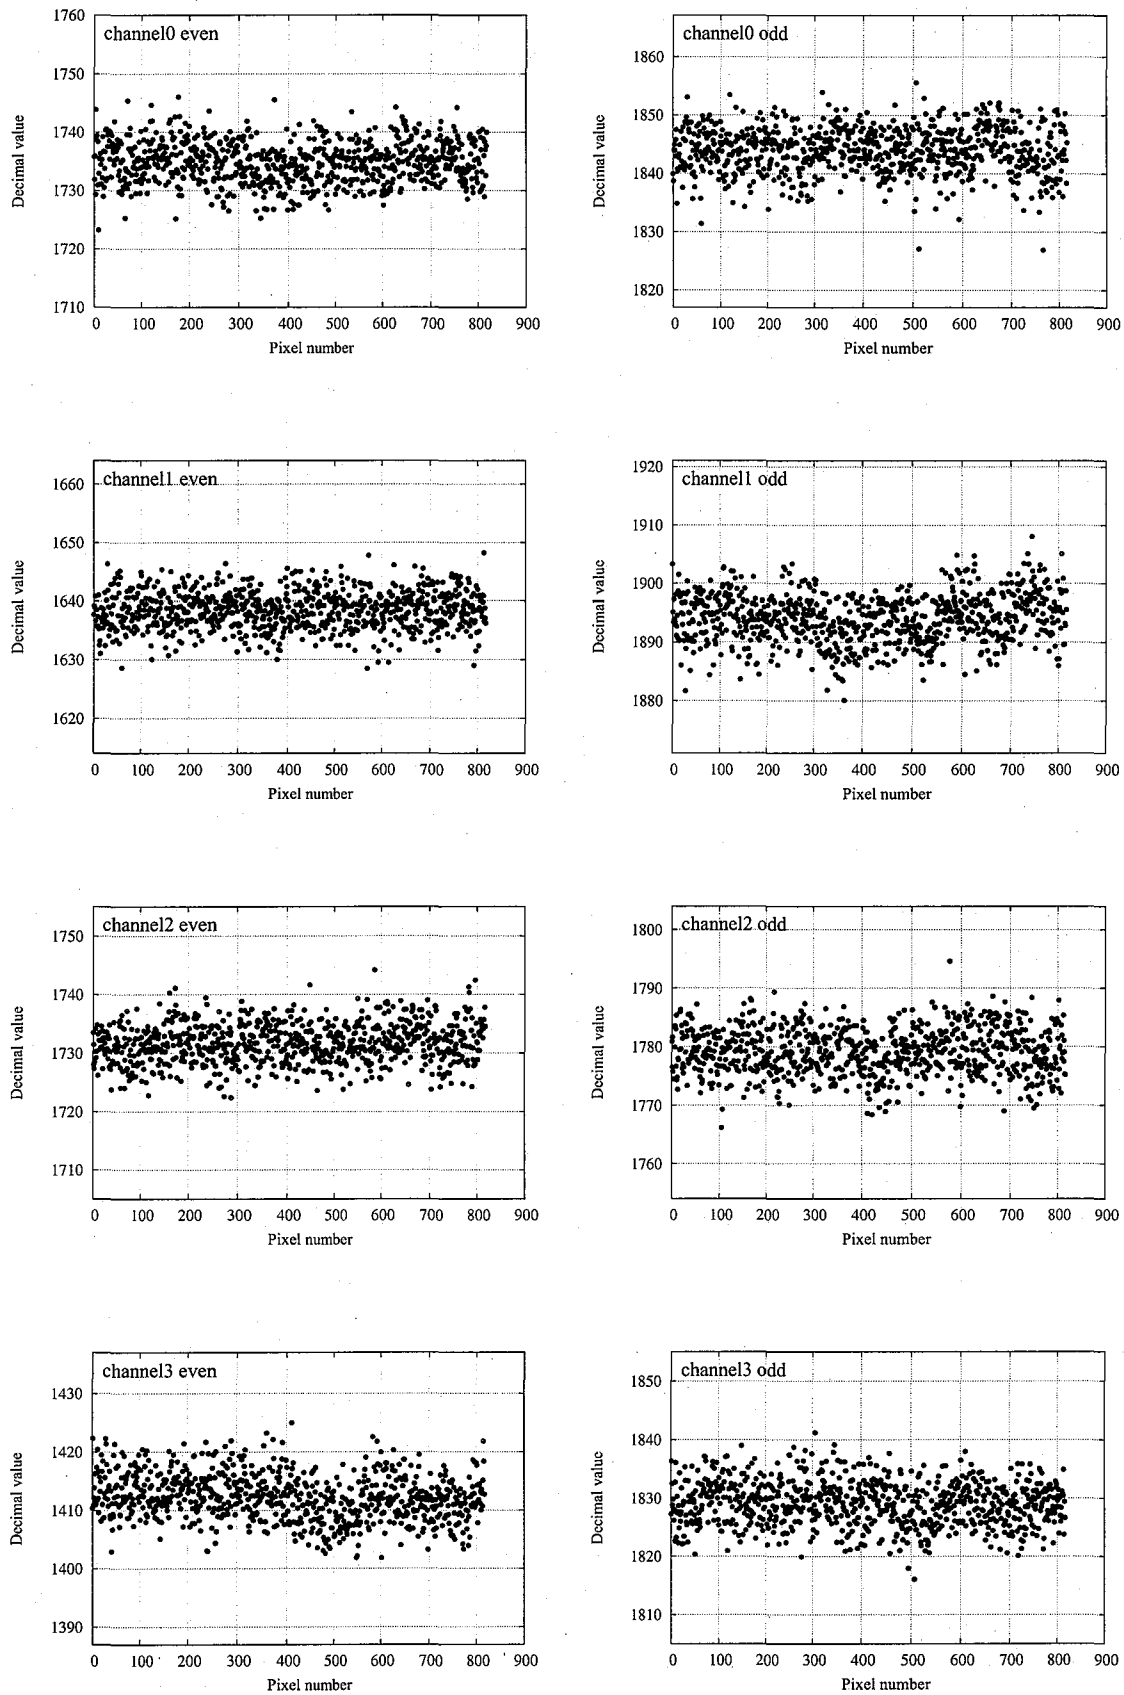 channel0 even
1760
1750
1740
1730
1720
1710
Decimal value
0 100 200 300 400 500 600 700 800 900
Pixel number
channel0 odd
1860
1850
1840
1830
1820
Decimal value
0 100 200 300 400 500 600 700 800 900
Pixel number
channel1 even
1660
1650
1640
1630
1620
Decimal value
0 100 200 300 400 500 600 700 800 900
Pixel number
channel1 odd
1920
1910
1900
1890
1880
Decimal value
0 100 200 300 400 500 600 700 800 900
Pixel number
channel2 even
1750
1740
1730
1720
1710
Decimal value
0 100 200 300 400 500 600 700 800 900
Pixel number
channel2 odd
1800
1790
1780
1770
1760
Decimal value
0 100 200 300 400 500 600 700 800 900
Pixel number
channel3 even
1430
1420
1410
1400
1390
Decimal value
0 100 200 300 400 500 600 700 800 900
Pixel number
channel3 odd
1850
1840
1830
1820
1810
Decimal value
0 100 200 300 400 500 600 700 800 900
Pixel number